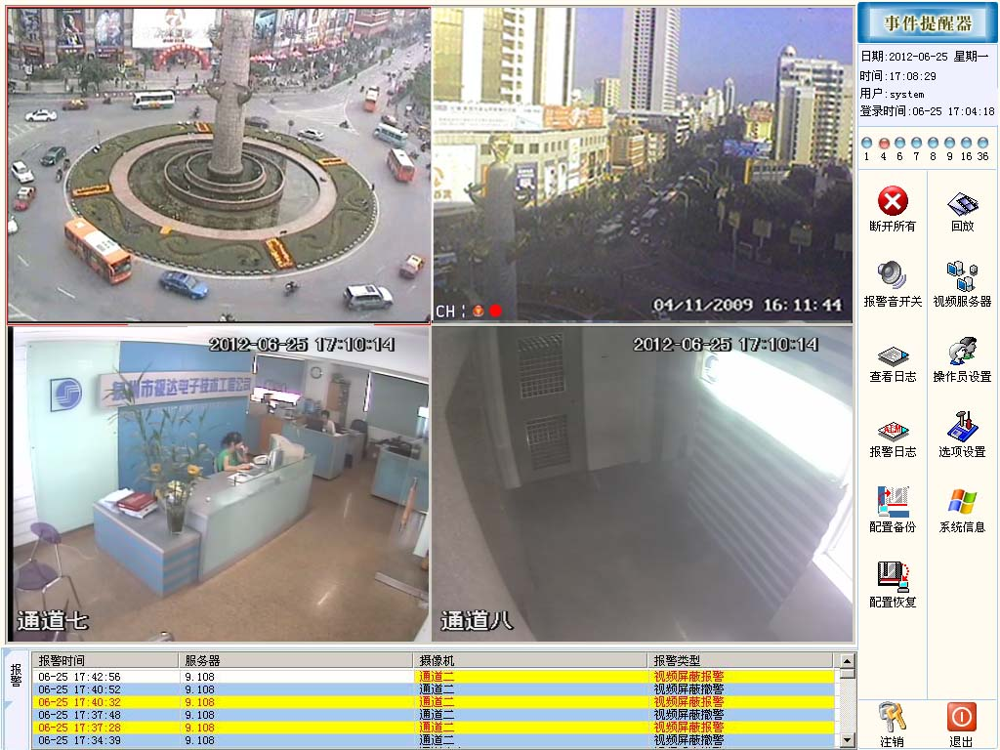 CH
04/11/2009 16:11:44
2012-06-25 17:10:14
泉州市极达电子技术工程公司
通道七
2012-06-25 17:10:14
通道八
事件提醒器
日期:2012-06-25 星期一
时间:17:08:29
用户:system
登录时间:06-25 17:04:18
1 4 6 7 8 9 16 36
断开所有 回放
报警音开关 视频服务器
查看日志 操作员设置
ALM
报警日志 选项设置
配置备份 系统信息
配置恢复
注销 退出
报警
报警时间 服务器 摄像机 报警类型
06-25 17:42:56 9.108 通道二 视频屏蔽报警
06-25 17:40:52 9.108 通道二 视频屏蔽撤警
06-25 17:40:32 9.108 通道二 视频屏蔽报警
06-25 17:37:48 9.108 通道二 视频屏蔽撤警
06-25 17:37:28 9.108 通道二 视频屏蔽报警
06-25 17:34:39 9.108 通道二 视频屏蔽撤警